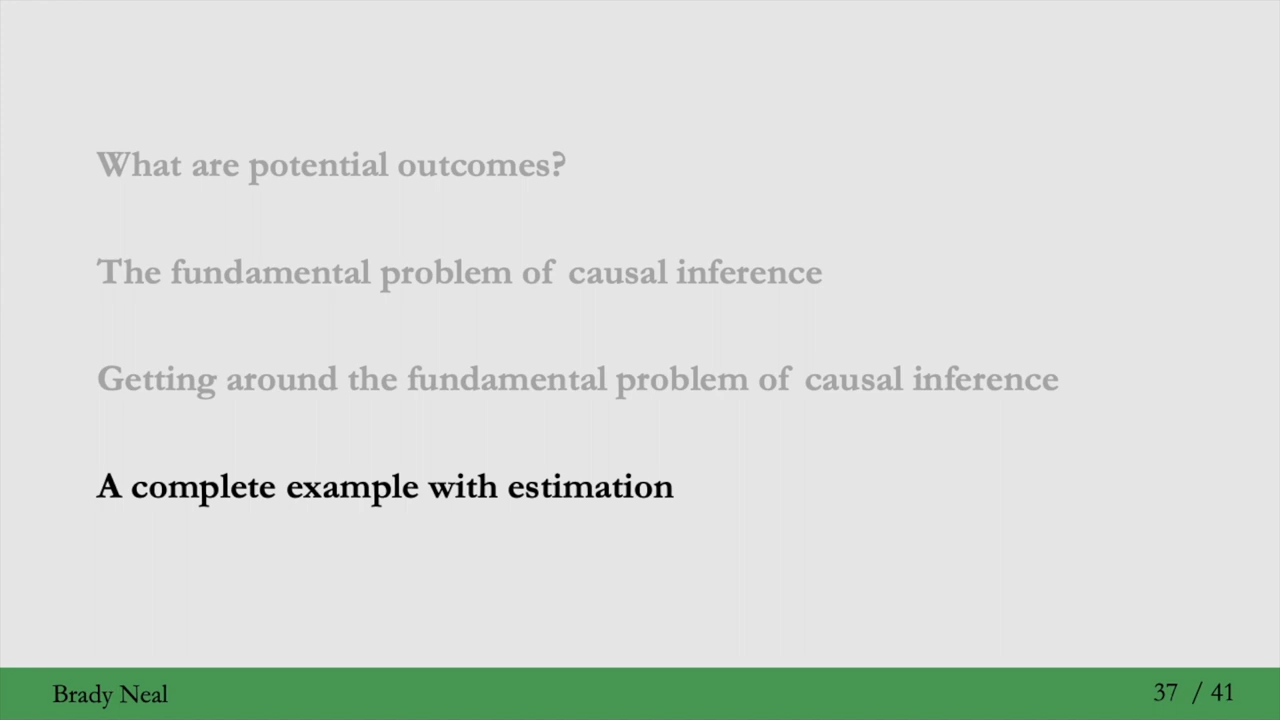 What are potential outcomes?
The fundamental problem of causal inference
Getting around the fundamental problem of causal inference
A complete example with estimation
Brady Neal
37 / 41